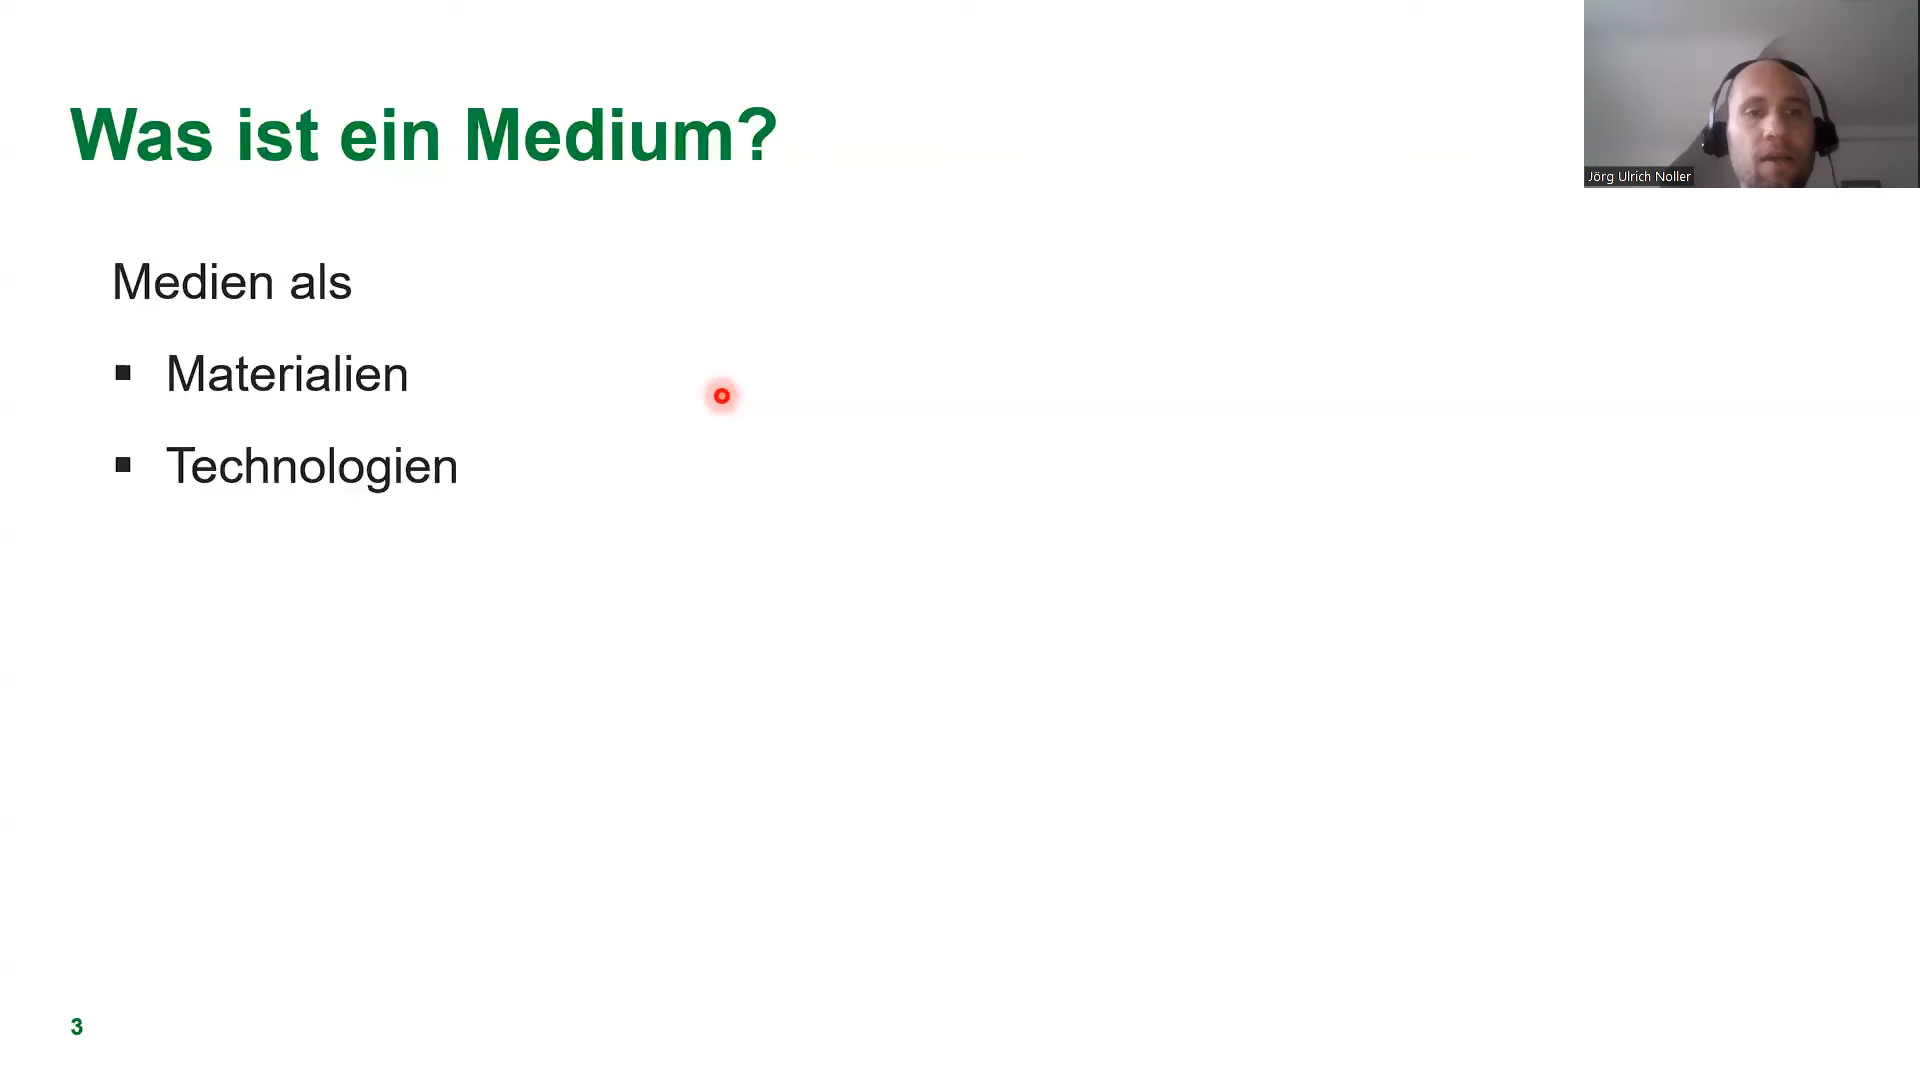 Was ist ein Medium?
Jörg Ulrich Noller
Medien als
▪ Materialien
▪ Technologien
3